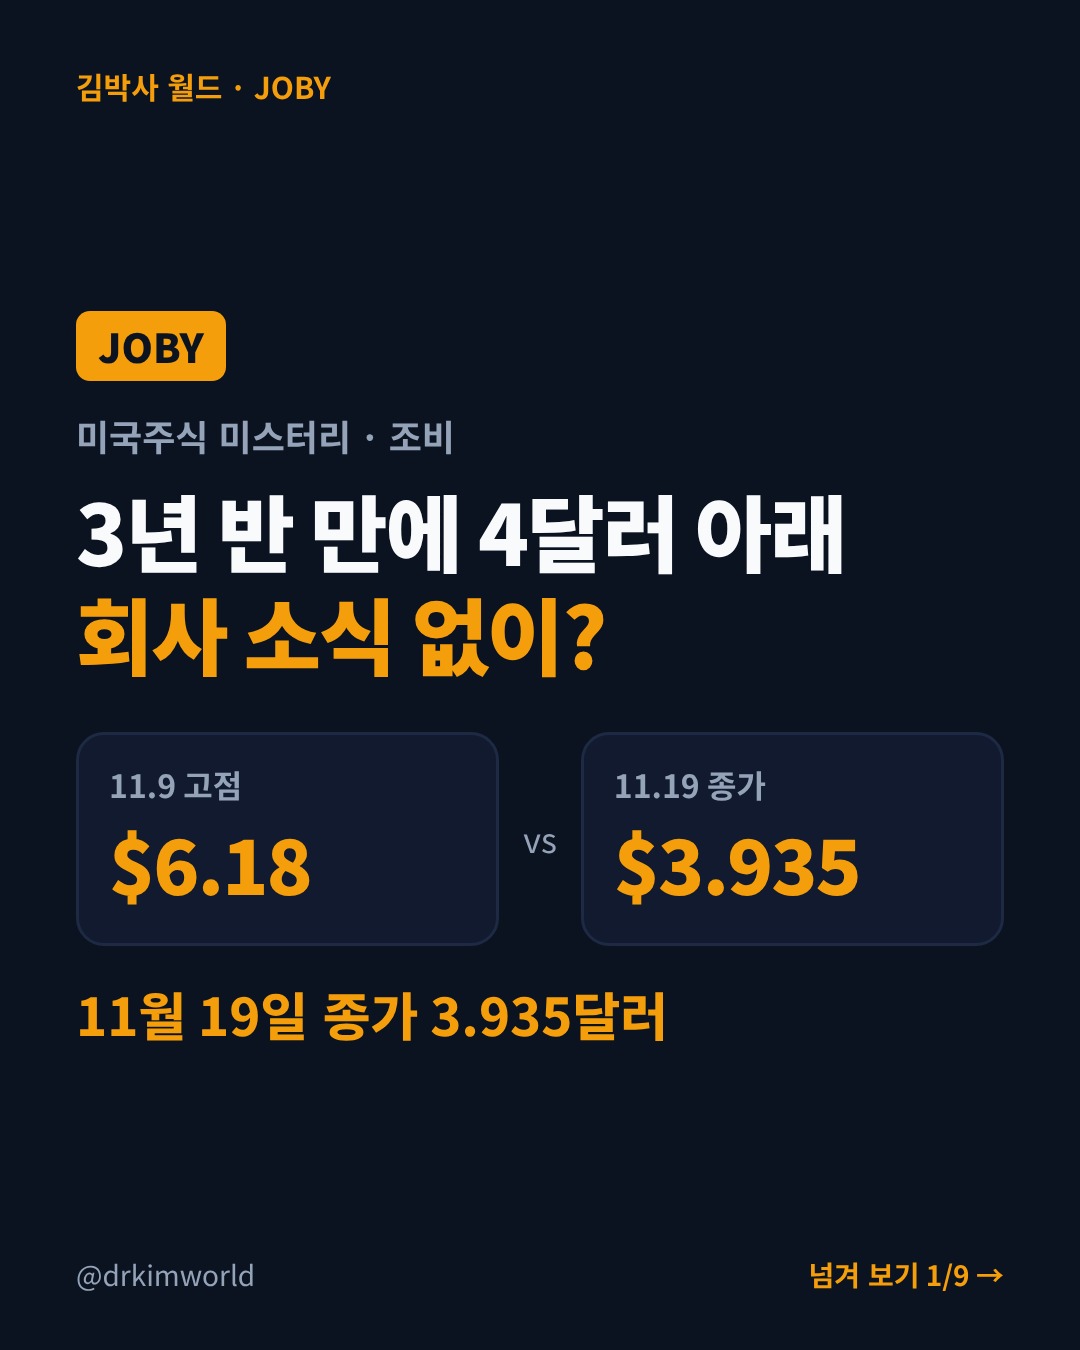 김박사 월드 · JOBY
JOBY
미국주식 미스터리 · 조비
3년 반 만에 4달러 아래
회사 소식 없이?
11.9 고점
$6.18
vs
11.19 종가
$3.935
11월 19일 종가 3.935달러
@drkimworld
넘겨 보기 1/9 →